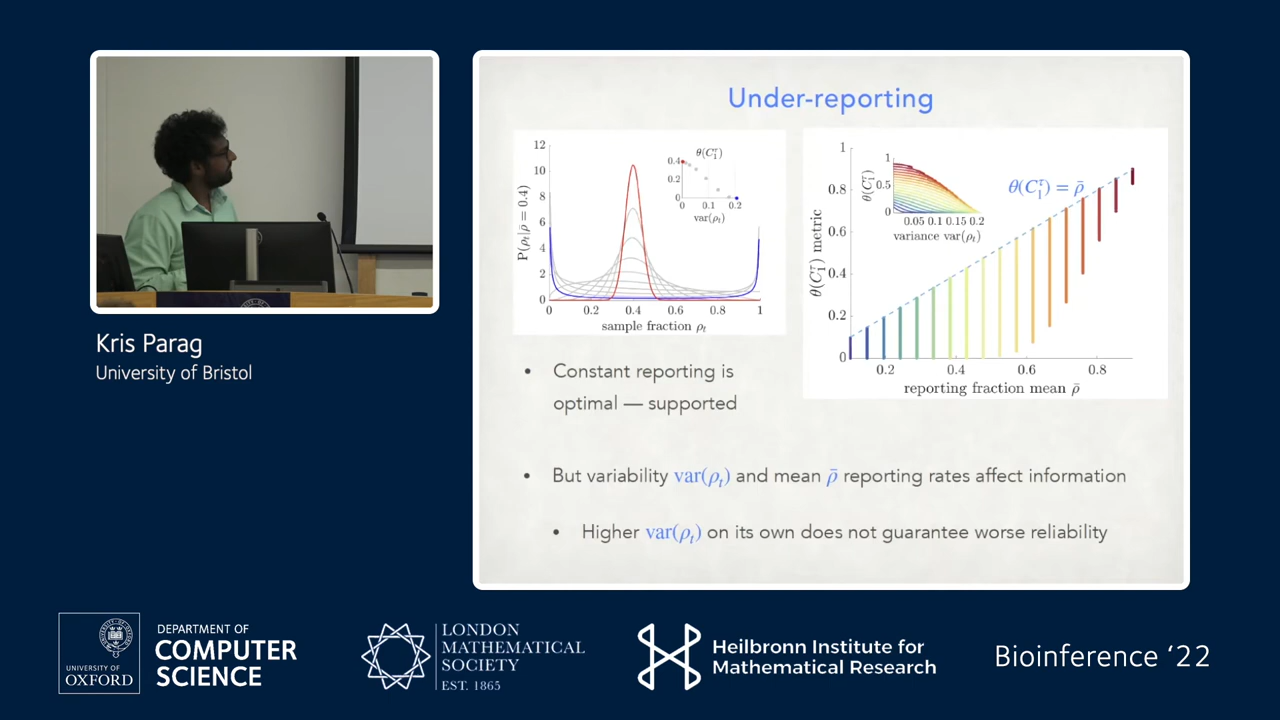 Under-reporting
12
10
8
6
4
2
0
P(ρₜ|ρ̄ = 0.4)
0 0.2 0.4 0.6 0.8 1
sample fraction ρₜ
θ(C₁^τ)
0.4
0.2
0
0 0.1 0.2
var(ρₜ)
1
0.8
0.6
0.4
0.2
0
θ(C₁^τ) metric
0.2 0.4 0.6 0.8
reporting fraction mean ρ̄
θ(C₁^τ) = ρ̄
1
0.5
0
θ(C₁^τ)
0.05 0.1 0.15 0.2
variance var(ρₜ)
• Constant reporting is
optimal — supported
• But variability var(ρₜ) and mean ρ̄ reporting rates affect information
• Higher var(ρₜ) on its own does not guarantee worse reliability
Kris Parag
University of Bristol
UNIVERSITY OF
OXFORD
DEPARTMENT OF
COMPUTER
SCIENCE
LONDON
MATHEMATICAL
SOCIETY
EST. 1865
Heilbronn Institute for
Mathematical Research
Bioinference ‘22